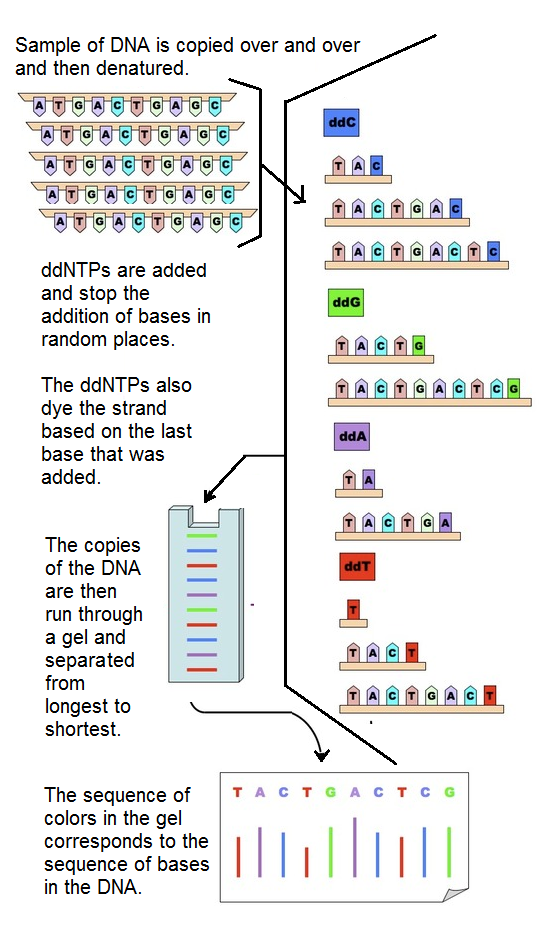 Sample of DNA is copied over and over
and then denatured.
A T G A C T G A G C
A T G A C T G A G C
A T G A C T G A G C
A T G A C T G A G C
A T G A C T G A G C
ddNTPs are added
and stop the
addition of bases in
random places.
The ddNTPs also
dye the strand
based on the last
base that was
added.
ddC
T A C
T A C T G A C
T A C T G A C T C
ddG
T A C T G
T A C T G A C T C G
ddA
T A
T A C T G A
ddT
T
T A C T
T A C T G A C T
The copies
of the DNA
are then
run through
a gel and
separated
from
longest to
shortest.
The sequence of
colors in the gel
corresponds to the
sequence of bases
in the DNA.
T A C T G A C T C G